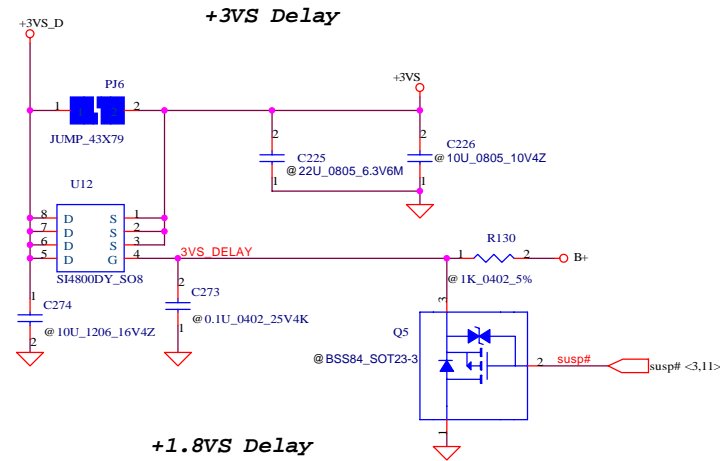 +3VS Delay
+3VS_D
+3VS
PJ6
1 2
JUMP_43X79
2 2
C225 C226
@22U_0805_6.3V6M @10U_0805_10V4Z
1 1
U12
8 D S 1
7 D S 2
6 D S 3
5 D G 4
SI4800DY_SO8
3VS_DELAY
R130
1 2 B+
@1K_0402_5%
1 C274
@10U_1206_16V4Z
2
2 C273
@0.1U_0402_25V4K
1
3
Q5
@BSS84_SOT23-3
2 susp# susp# <3,11>
1
+1.8VS Delay